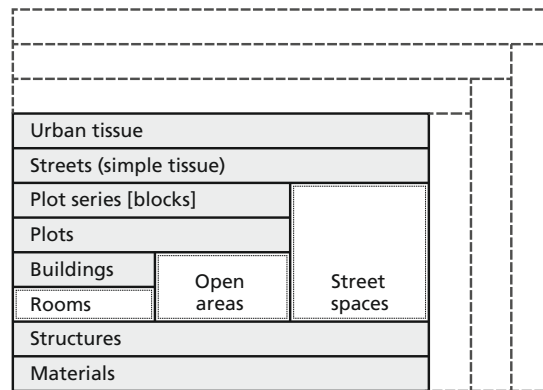 Urban tissue
Streets (simple tissue)
Plot series [blocks]
Plots
Buildings
Rooms
Open
areas
Street
spaces
Structures
Materials